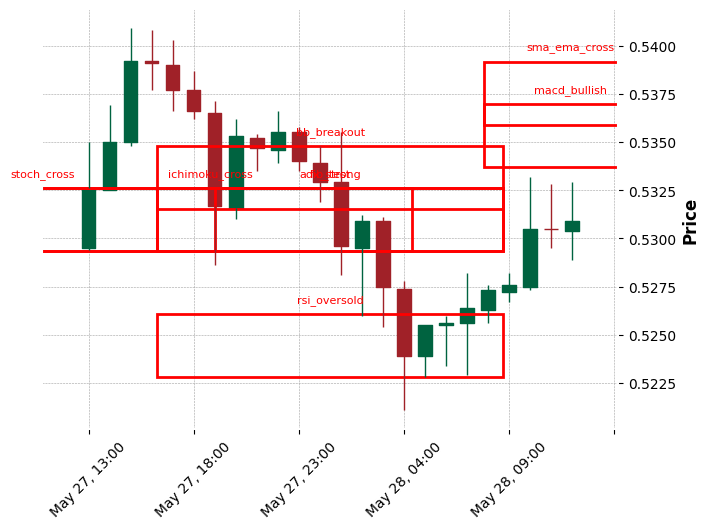 sma_ema_cross
0.5400
macd_bullish
0.5375
bb_breakout
0.5350
stoch_cross
ichimoku_cross
0.5325
0.5300
Price
0.5275
rsi_oversold
0.5250
0.5225
May 27, 13:00
May 27, 18:00
May 27, 23:00
May 28, 04:00
May 28, 09:00